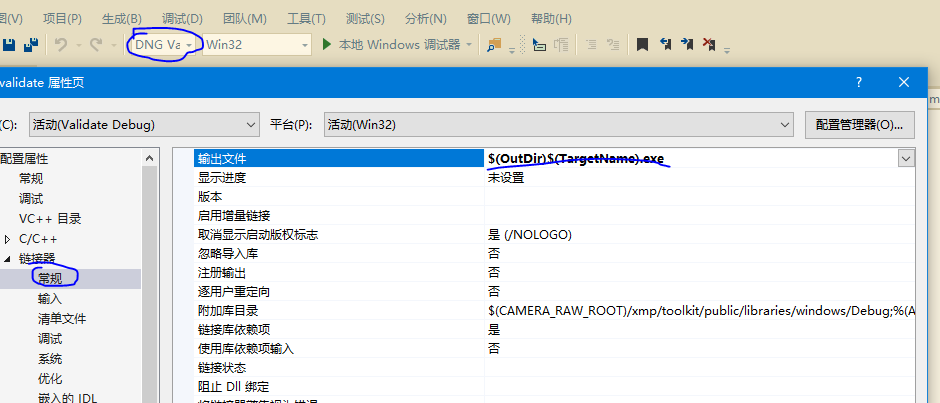 图(V) 项目(P) 生成(B) 调试(D) 团队(M) 工具(T) 测试(S) 分析(N) 窗口(W) 帮助(H)
DNG Va Win32 本地 Windows 调试器
validate 属性页 ?
(C): 活动(Validate Debug) 平台(P): 活动(Win32) 配置管理器(O)...
配置属性
常规
调试
VC++ 目录
C/C++
链接器
常规
输入
清单文件
调试
系统
优化
嵌入的 IDL
输出文件 $(OutDir)$(TargetName).exe
显示进度 未设置
版本
启用增量链接
取消显示启动版权标志 是 (/NOLOGO)
忽略导入库 否
注册输出 否
逐用户重定向 否
附加库目录 $(CAMERA_RAW_ROOT)/xmp/toolkit/public/libraries/windows/Debug;%(A
链接库依赖项 是
使用库依赖项输入 否
链接状态
阻止 Dll 绑定